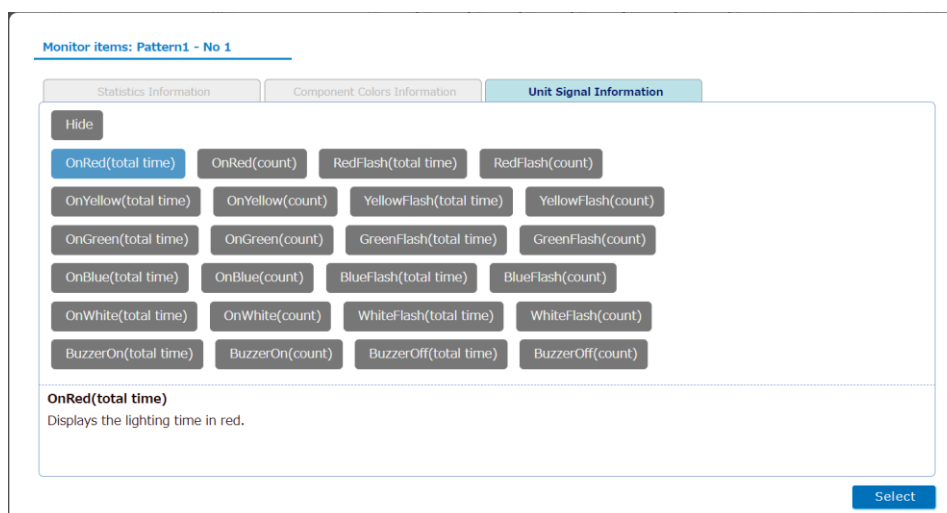 Monitor items: Pattern1 - No 1
Statistics Information Component Colors Information Unit Signal Information
Hide
OnRed(total time) OnRed(count) RedFlash(total time) RedFlash(count)
OnYellow(total time) OnYellow(count) YellowFlash(total time) YellowFlash(count)
OnGreen(total time) OnGreen(count) GreenFlash(total time) GreenFlash(count)
OnBlue(total time) OnBlue(count) BlueFlash(total time) BlueFlash(count)
OnWhite(total time) OnWhite(count) WhiteFlash(total time) WhiteFlash(count)
BuzzerOn(total time) BuzzerOn(count) BuzzerOff(total time) BuzzerOff(count)
OnRed(total time)
Displays the lighting time in red.
Select